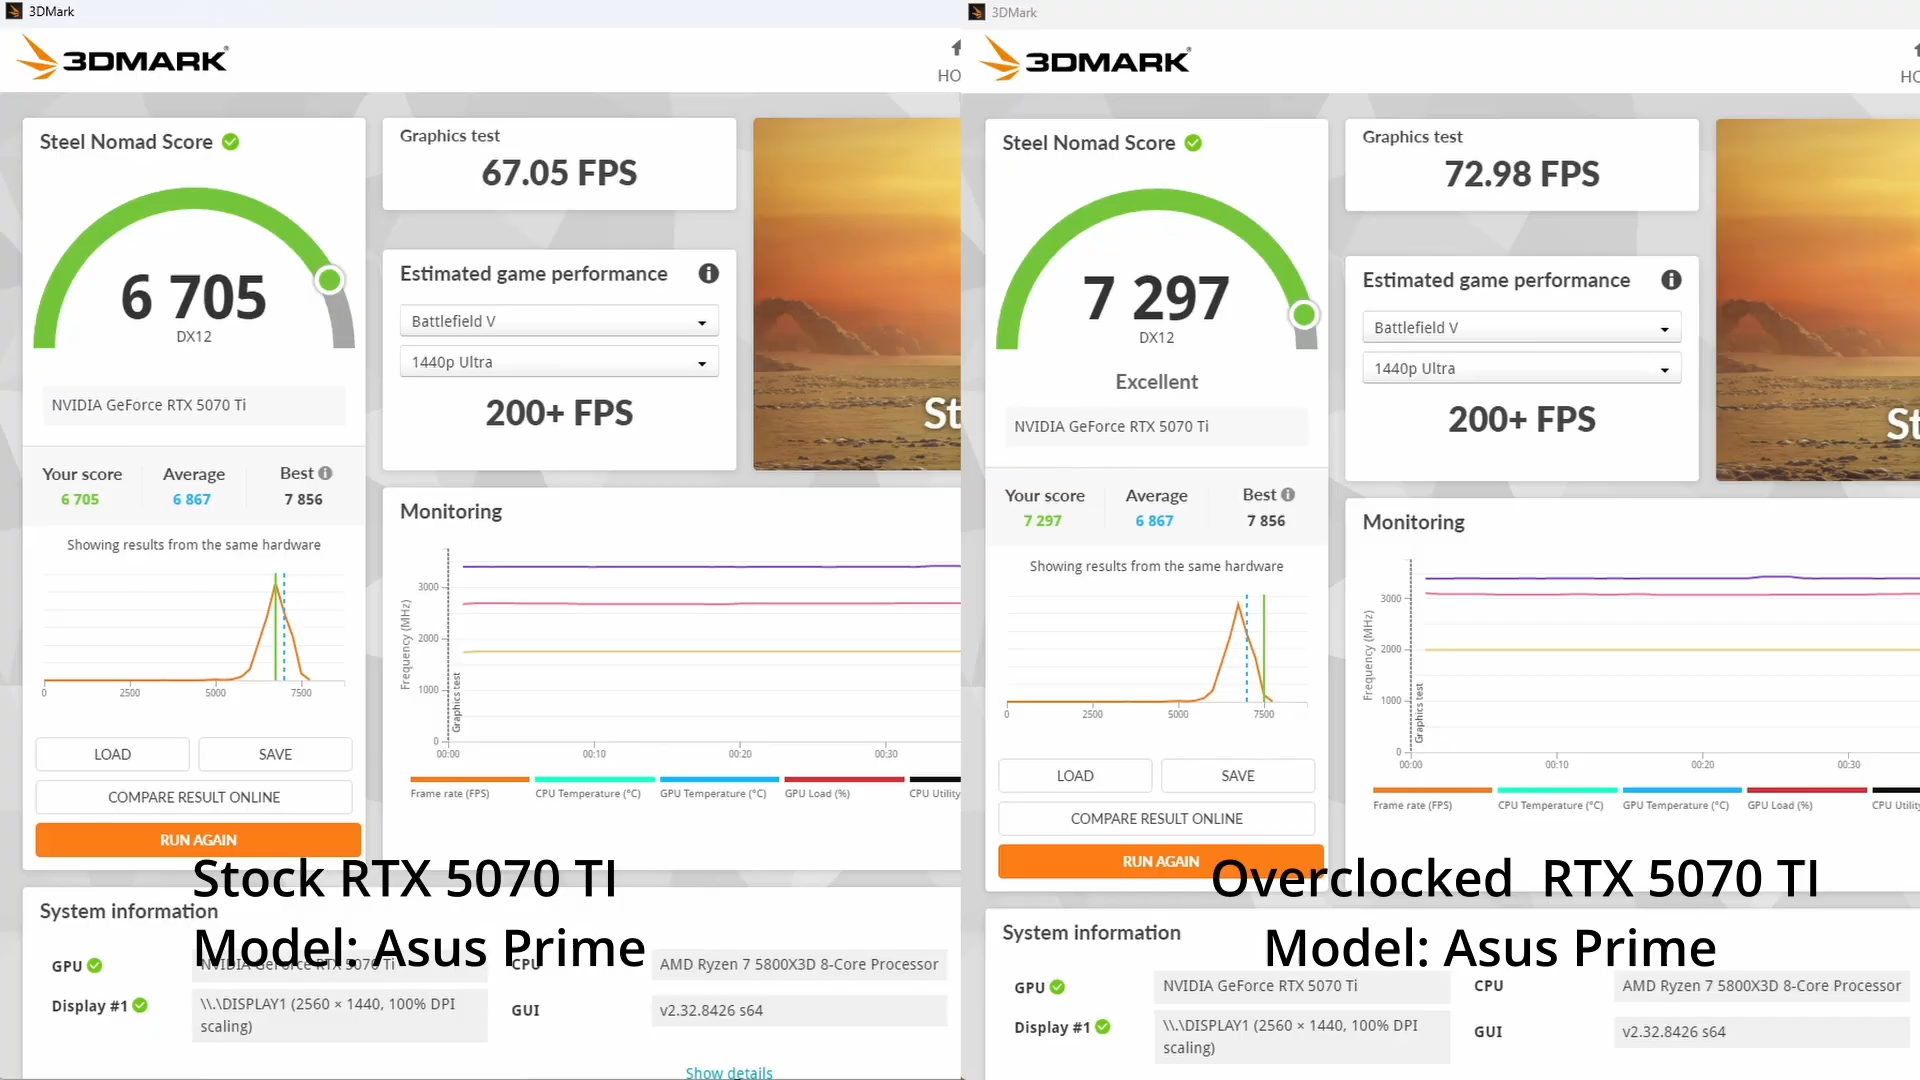 3DMark
3DMARK
HO
Steel Nomad Score
6 705
DX12
NVIDIA GeForce RTX 5070 Ti
Your score
Average
Best
6 705
6 867
7 856
Showing results from the same hardware
0
2500
5000
7500
LOAD
SAVE
COMPARE RESULT ONLINE
RUN AGAIN
Graphics test
67.05 FPS
Estimated game performance
Battlefield V
1440p Ultra
200+ FPS
St
Monitoring
Frequency (MHz)
3000
2000
1000
0
Graphics test
00:00
00:10
00:20
00:30
Frame rate (FPS)
CPU Temperature (°C)
GPU Temperature (°C)
GPU Load (%)
CPU Utility
Stock RTX 5070 TI
Model: Asus Prime
System information
GPU
NVIDIA GeForce RTX 5070 Ti
CPU
AMD Ryzen 7 5800X3D 8-Core Processor
Display #1
\\.\DISPLAY1 (2560 × 1440, 100% DPI
scaling)
GUI
v2.32.8426 s64
Show details
3DMark
3DMARK
HO
Steel Nomad Score
7 297
DX12
Excellent
NVIDIA GeForce RTX 5070 Ti
Your score
Average
Best
7 297
6 867
7 856
Showing results from the same hardware
0
2500
5000
7500
LOAD
SAVE
COMPARE RESULT ONLINE
RUN AGAIN
Graphics test
72.98 FPS
Estimated game performance
Battlefield V
1440p Ultra
200+ FPS
St
Monitoring
Frequency (MHz)
3000
2000
1000
0
Graphics test
00:00
00:10
00:20
00:30
Frame rate (FPS)
CPU Temperature (°C)
GPU Temperature (°C)
GPU Load (%)
CPU Utility
Overclocked RTX 5070 TI
Model: Asus Prime
System information
GPU
NVIDIA GeForce RTX 5070 Ti
CPU
AMD Ryzen 7 5800X3D 8-Core Processor
Display #1
\\.\DISPLAY1 (2560 × 1440, 100% DPI
scaling)
GUI
v2.32.8426 s64